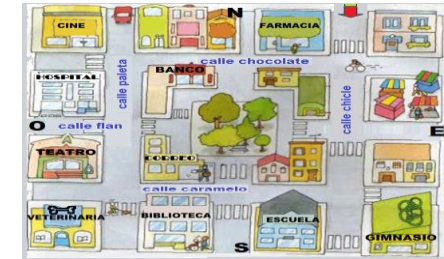 N
CINE
FARMACIA
calle chocolate
BANCO
HOSPITAL
calle paleta
calle chicle
O
calle flan
E
TEATRO
CORREO
calle caramelo
VETERINARIA
BIBLIOTECA
ESCUELA
GIMNASIO
S